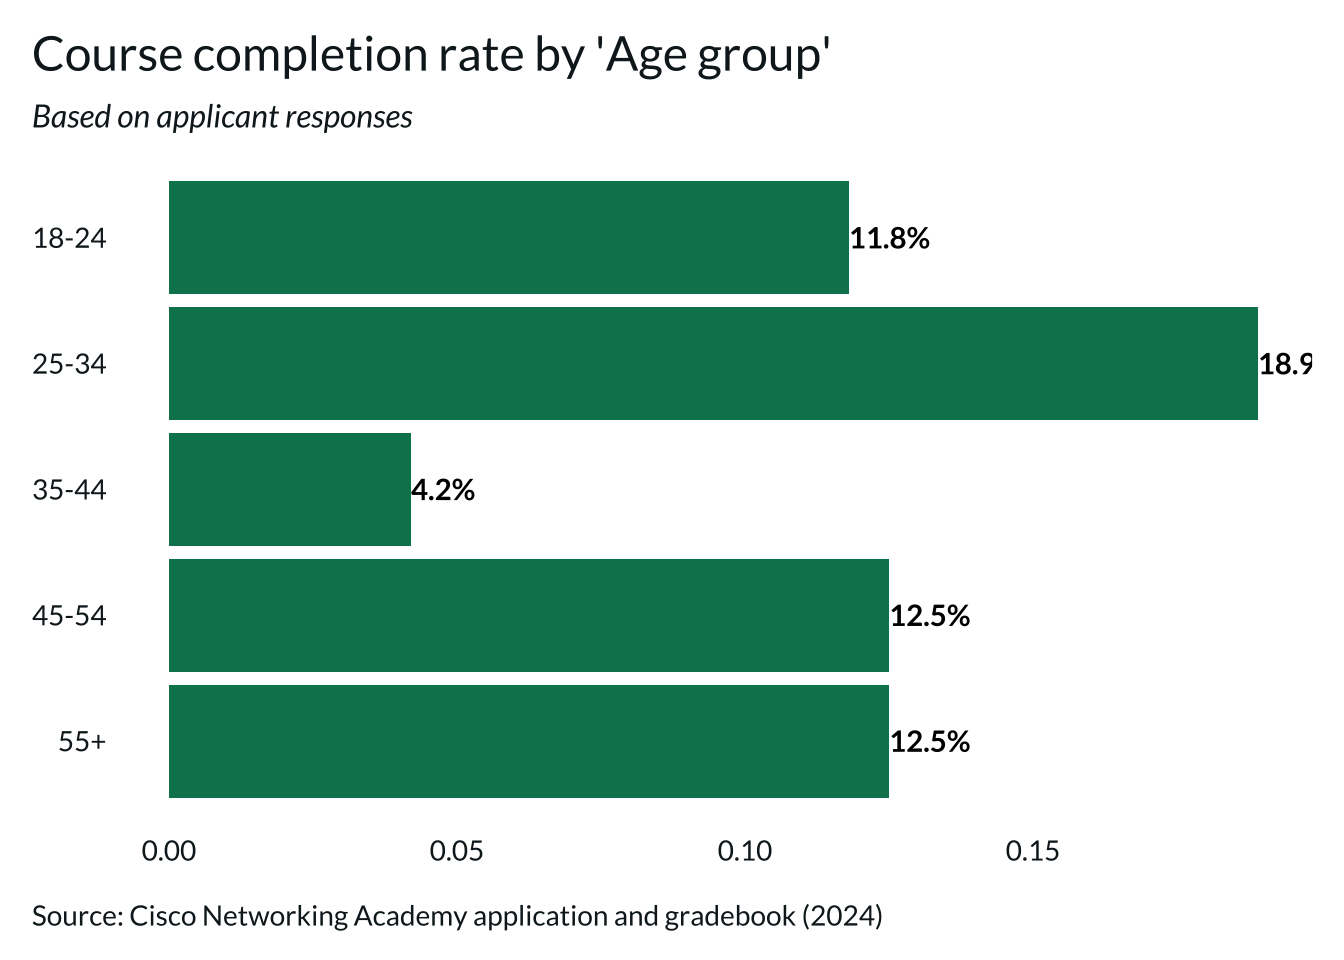 Course completion rate by 'Age group'
Based on applicant responses
18-24 11.8%
25-34 18.9
35-44 4.2%
45-54 12.5%
55+ 12.5%
0.00 0.05 0.10 0.15
Source: Cisco Networking Academy application and gradebook (2024)